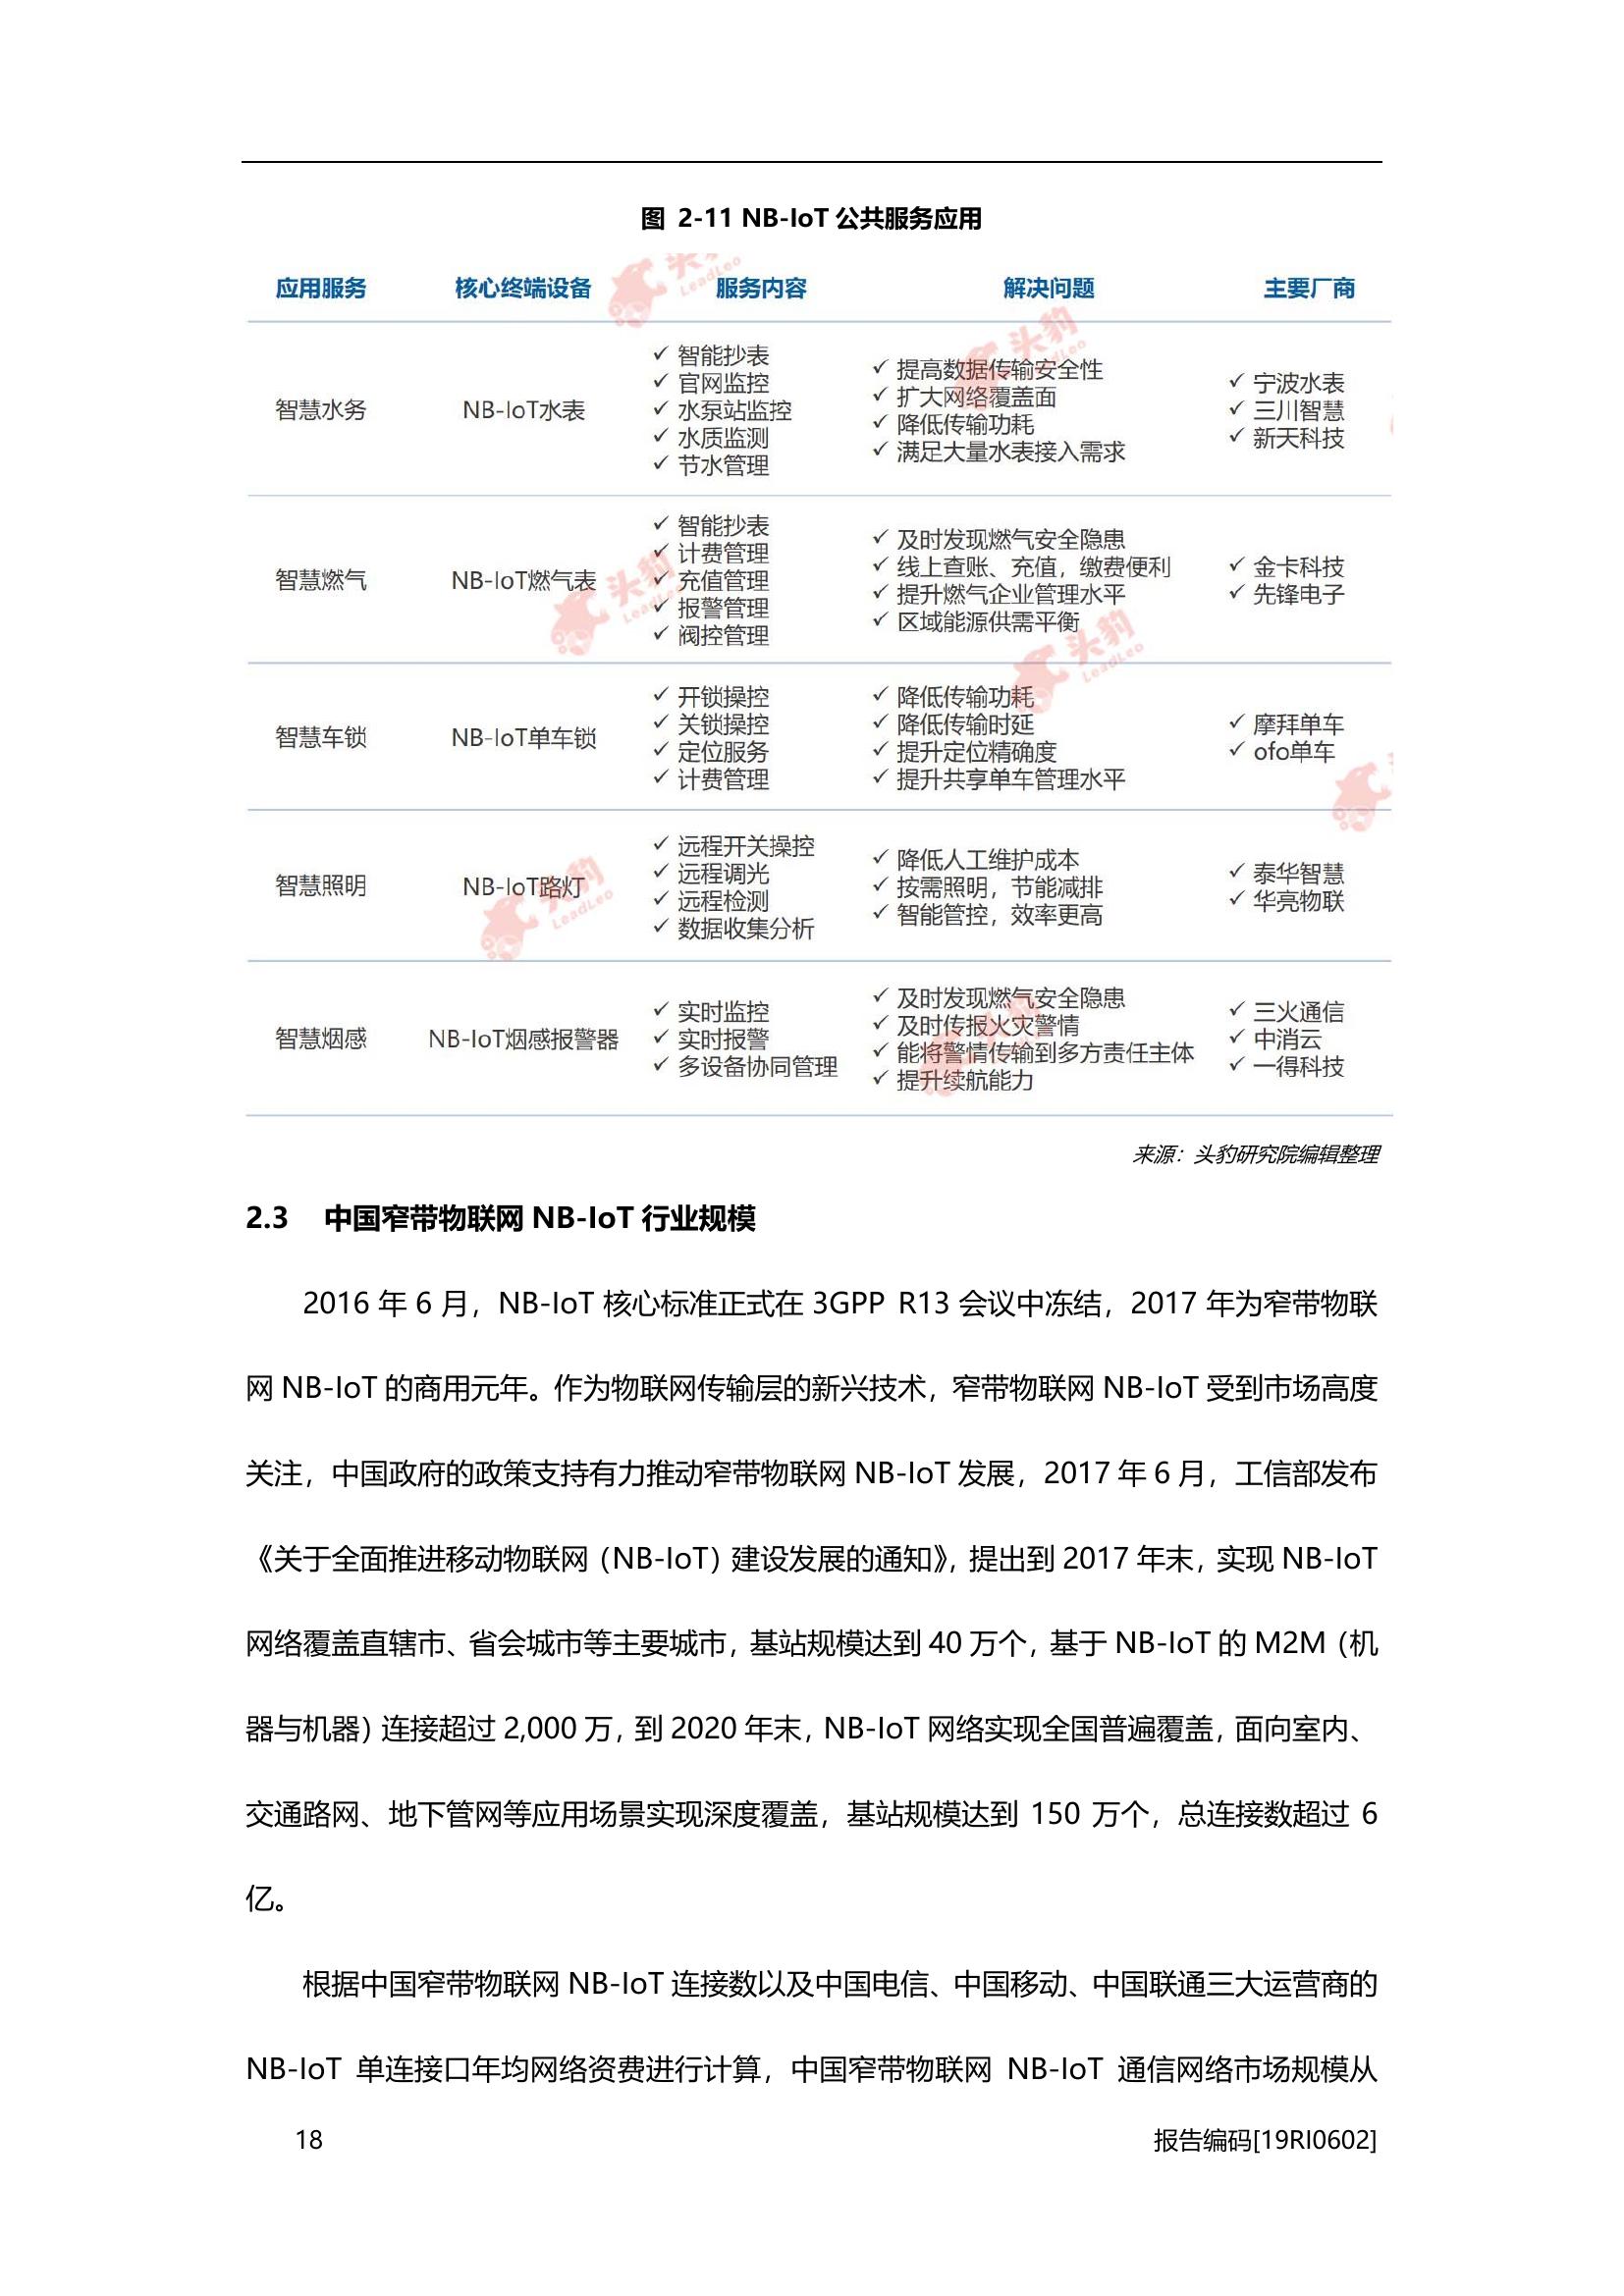 图 2-11 NB-IoT 公共服务应用
应用服务 核心终端设备 服务内容 解决问题 主要厂商
智慧水务
NB-IoT水表
✓ 智能抄表
✓ 官网监控
✓ 水泵站监控
✓ 水质监测
✓ 节水管理
✓ 提高数据传输安全性
✓ 扩大网络覆盖面
✓ 降低传输功耗
✓ 满足大量水表接入需求
✓ 宁波水表
✓ 三川智慧
✓ 新天科技
智慧燃气
NB-IoT燃气表
✓ 智能抄表
✓ 计费管理
✓ 充值管理
✓ 报警管理
✓ 阀控管理
✓ 及时发现燃气安全隐患
✓ 线上查账、充值，缴费便利
✓ 提升燃气企业管理水平
✓ 区域能源供需平衡
✓ 金卡科技
✓ 先锋电子
智慧车锁
NB-IoT单车锁
✓ 开锁操控
✓ 关锁操控
✓ 定位服务
✓ 计费管理
✓ 降低传输功耗
✓ 降低传输时延
✓ 提升定位精确度
✓ 提升共享单车管理水平
✓ 摩拜单车
✓ ofo单车
智慧照明
NB-IoT路灯
✓ 远程开关操控
✓ 远程调光
✓ 远程检测
✓ 数据收集分析
✓ 降低人工维护成本
✓ 按需照明，节能减排
✓ 智能管控，效率更高
✓ 泰华智慧
✓ 华亮物联
智慧烟感
NB-IoT烟感报警器
✓ 实时监控
✓ 实时报警
✓ 多设备协同管理
✓ 及时发现燃气安全隐患
✓ 及时传报火灾警情
✓ 能将警情传输到多方责任主体
✓ 提升续航能力
✓ 三火通信
✓ 中消云
✓ 一得科技
头豹 LeadLeo
来源：头豹研究院编辑整理
2.3 中国窄带物联网 NB-IoT 行业规模
2016 年 6 月，NB-IoT 核心标准正式在 3GPP R13 会议中冻结，2017 年为窄带物联
网 NB-IoT 的商用元年。作为物联网传输层的新兴技术，窄带物联网 NB-IoT 受到市场高度
关注，中国政府的政策支持有力推动窄带物联网 NB-IoT 发展，2017 年 6 月，工信部发布
《关于全面推进移动物联网（NB-IoT）建设发展的通知》，提出到 2017 年末，实现 NB-IoT
网络覆盖直辖市、省会城市等主要城市，基站规模达到 40 万个，基于 NB-IoT 的 M2M（机
器与机器）连接超过 2,000 万，到 2020 年末，NB-IoT 网络实现全国普遍覆盖，面向室内、
交通路网、地下管网等应用场景实现深度覆盖，基站规模达到 150 万个，总连接数超过 6
亿。
根据中国窄带物联网 NB-IoT 连接数以及中国电信、中国移动、中国联通三大运营商的
NB-IoT 单连接口年均网络资费进行计算，中国窄带物联网 NB-IoT 通信网络市场规模从
18 报告编码[19RI0602]